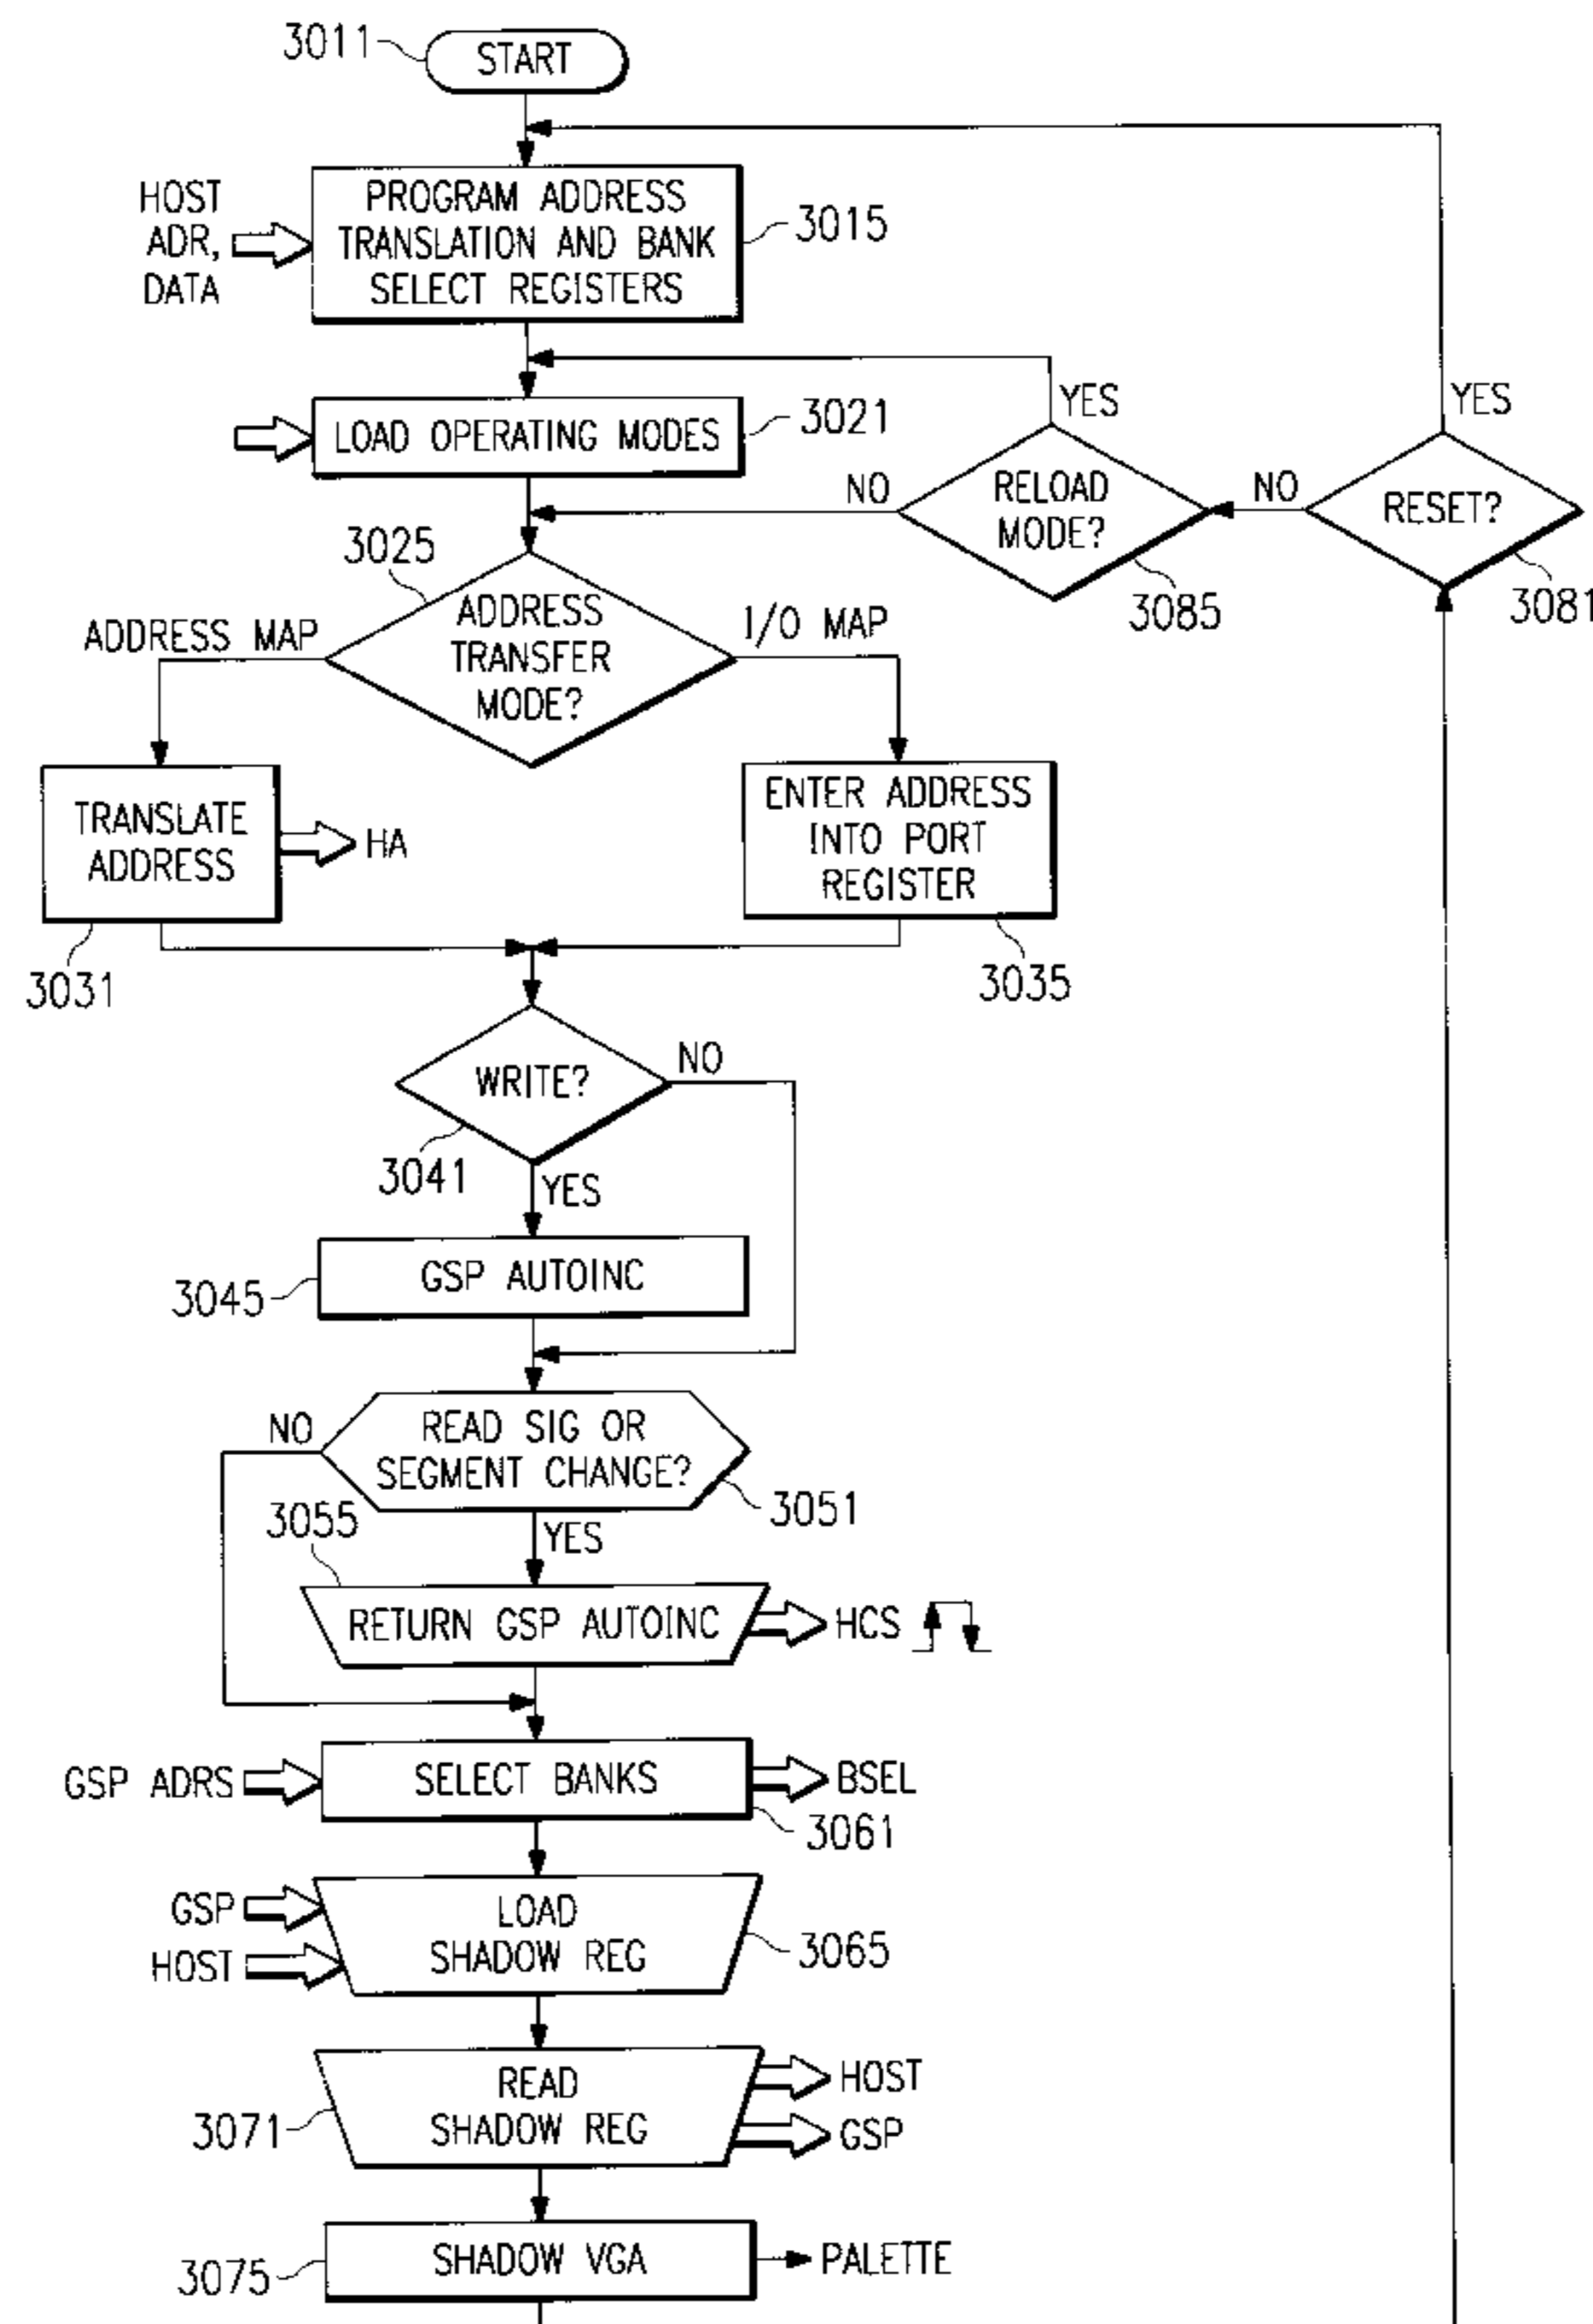 3011
START
HOST
ADR,
DATA
PROGRAM ADDRESS
TRANSLATION AND BANK
SELECT REGISTERS
3015
LOAD OPERATING MODES
3021
YES
YES
NO
RELOAD
MODE?
3085
NO
RESET?
3081
3025
ADDRESS
TRANSFER
MODE?
ADDRESS MAP
I/O MAP
TRANSLATE
ADDRESS
HA
3031
ENTER ADDRESS
INTO PORT
REGISTER
3035
WRITE?
NO
3041
YES
GSP AUTOINC
3045
NO
READ SIG OR
SEGMENT CHANGE?
3051
3055
YES
RETURN GSP AUTOINC
HCS
GSP ADRS
SELECT BANKS
BSEL
3061
GSP
HOST
LOAD
SHADOW REG
3065
READ
SHADOW REG
HOST
GSP
3071
SHADOW VGA
PALETTE
3075